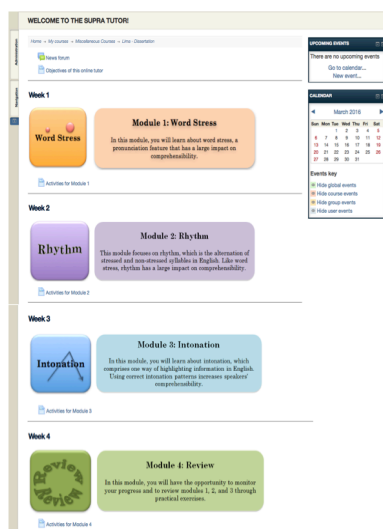 WELCOME TO THE SUPRA TUTOR!
Administration
Navigation
Home → My courses → Miscellaneous Courses → Lima - Dissertation
News forum
Objectives of this online tutor
Week 1
Word Stress
Module 1: Word Stress
In this module, you will learn about word stress, a
pronunciation feature that has a large impact on
comprehensibility.
Activities for Module 1
Week 2
Rhythm
Module 2: Rhythm
This module focuses on rhythm, which is the alternation of
stressed and non-stressed syllables in English. Like word
stress, rhythm has a large impact on comprehensibility.
Activities for Module 2
Week 3
Intonation
Module 3: Intonation
In this module, you will learn about intonation, which
comprises one way of highlighting information in English.
Using correct intonation patterns increases speakers'
comprehensibility.
Activities for Module 3
Week 4
Review
Review
Module 4: Review
In this module, you will have the opportunity to monitor
your progress and to review modules 1, 2, and 3 through
practical exercises.
Activities for Module 4
UPCOMING EVENTS
There are no upcoming events
Go to calendar...
New event...
CALENDAR
◄ March 2016 ►
Sun Mon Tue Wed Thu Fri Sat
1 2 3 4 5
6 7 8 9 10 11 12
13 14 15 16 17 18 19
20 21 22 23 24 25 26
27 28 29 30 31
Events key
Hide global events
Hide course events
Hide group events
Hide user events